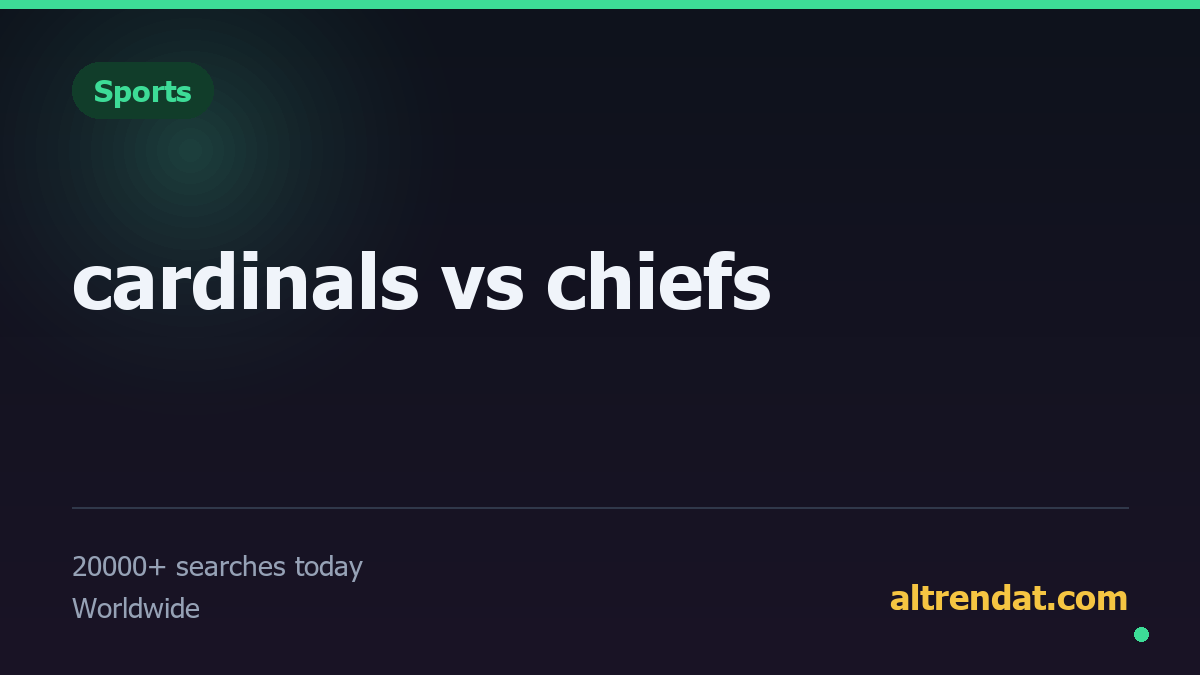 Sports
cardinals vs chiefs
20000+ searches today
Worldwide
altrendat.com